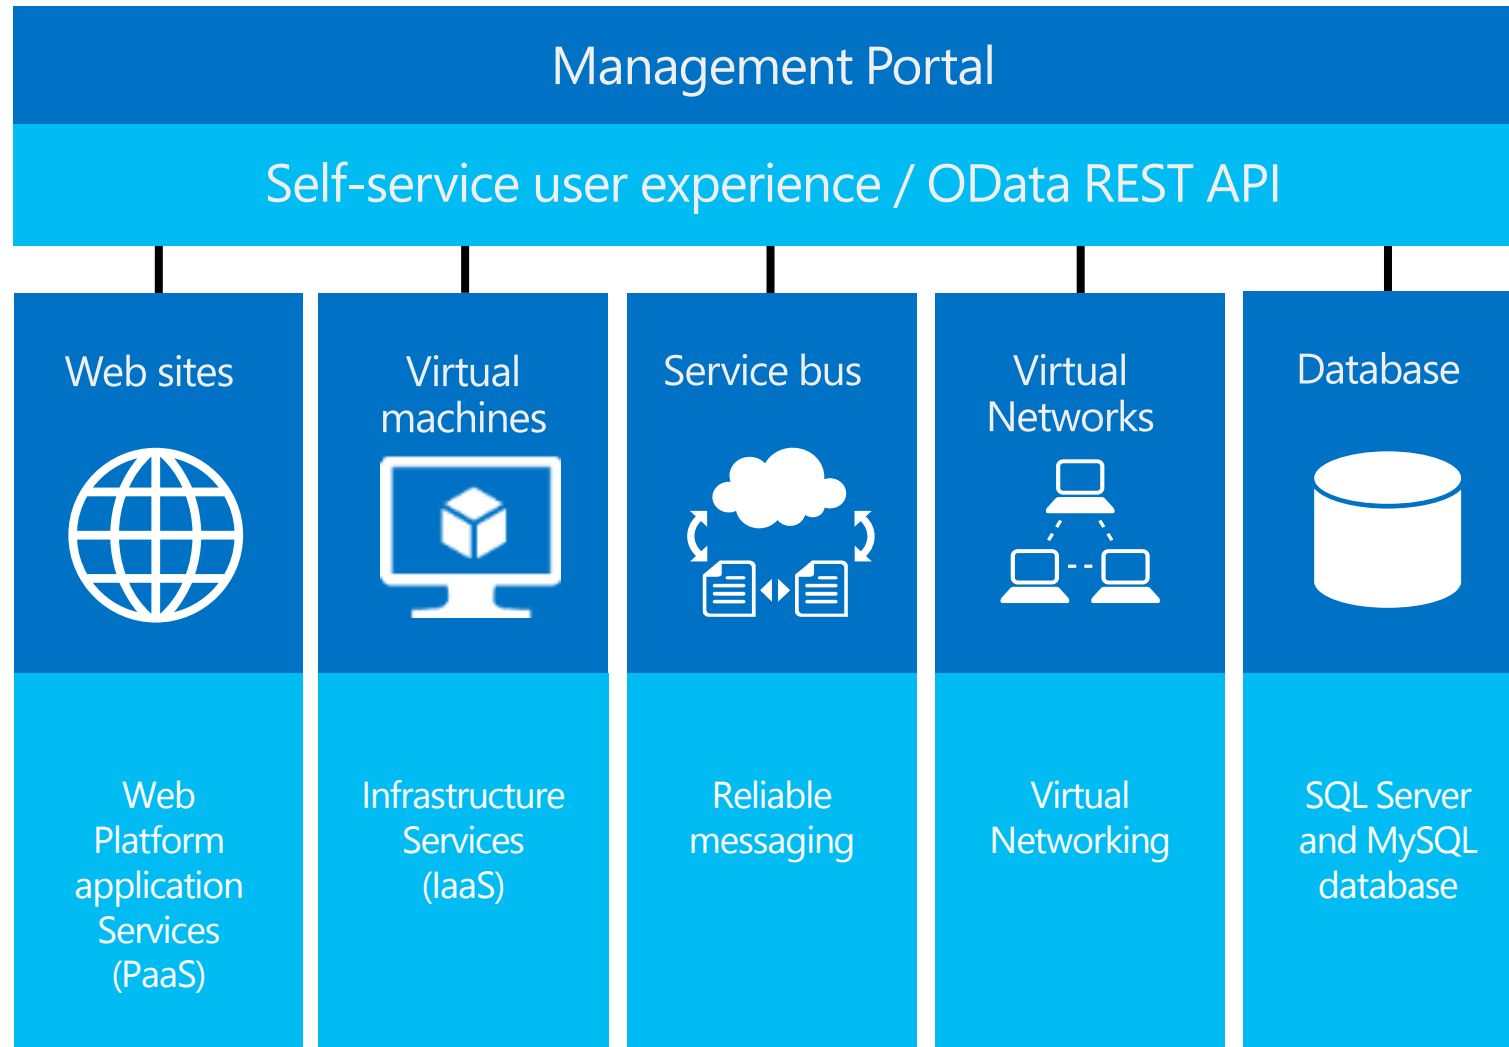 Management Portal
Self-service user experience / OData REST API
Web sites
Virtual
machines
Service bus
Virtual
Networks
Database
Web
Platform
application
Services
(PaaS)
Infrastructure
Services
(IaaS)
Reliable
messaging
Virtual
Networking
SQL Server
and MySQL
database